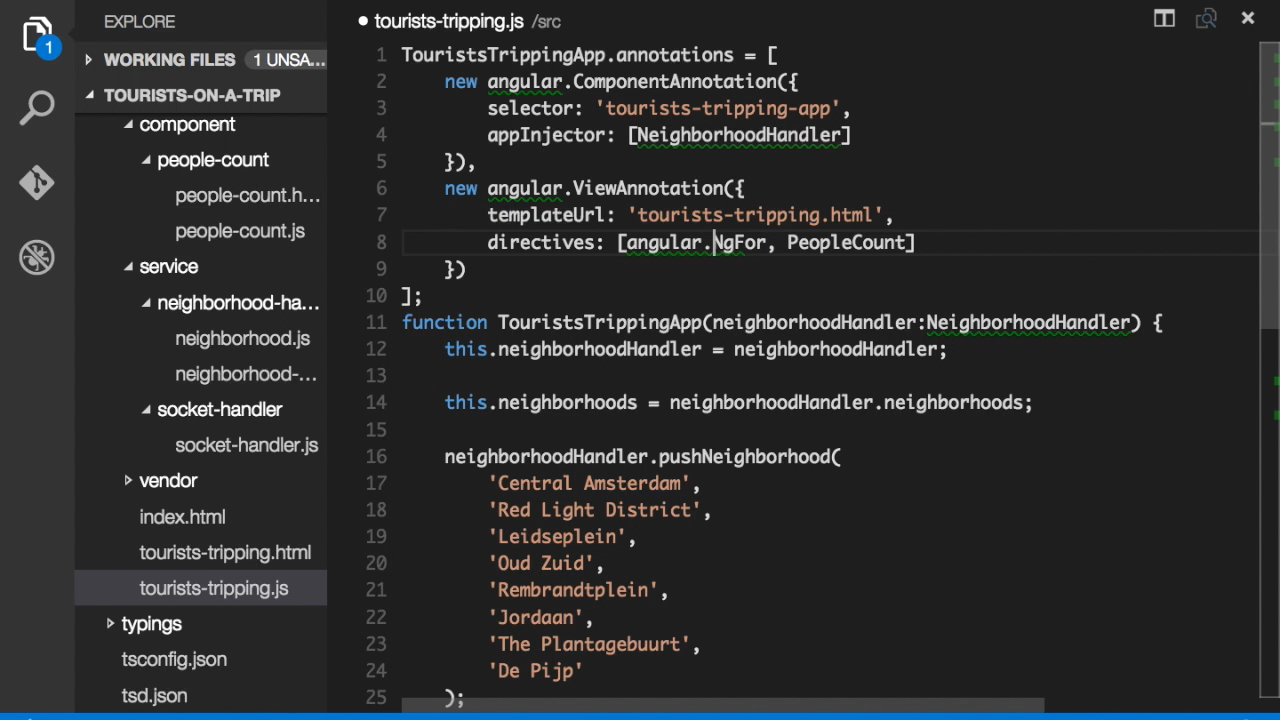 EXPLORE
WORKING FILES 1 UNSA...
TOURISTS-ON-A-TRIP
component
people-count
people-count.h...
people-count.js
service
neighborhood-ha...
neighborhood.js
neighborhood-...
socket-handler
socket-handler.js
vendor
index.html
tourists-tripping.html
tourists-tripping.js
typings
tsconfig.json
tsd.json
1
tourists-tripping.js /src
1 TouristsTrippingApp.annotations = [
2 new angular.ComponentAnnotation({
3 selector: 'tourists-tripping-app',
4 appInjector: [NeighborhoodHandler]
5 }),
6 new angular.ViewAnnotation({
7 templateUrl: 'tourists-tripping.html',
8 directives: [angular.NgFor, PeopleCount]
9 })
10 ];
11 function TouristsTrippingApp(neighborhoodHandler:NeighborhoodHandler) {
12 this.neighborhoodHandler = neighborhoodHandler;
13
14 this.neighborhoods = neighborhoodHandler.neighborhoods;
15
16 neighborhoodHandler.pushNeighborhood(
17 'Central Amsterdam',
18 'Red Light District',
19 'Leidseplein',
20 'Oud Zuid',
21 'Rembrandtplein',
22 'Jordaan',
23 'The Plantagebuurt',
24 'De Pijp'
25 );